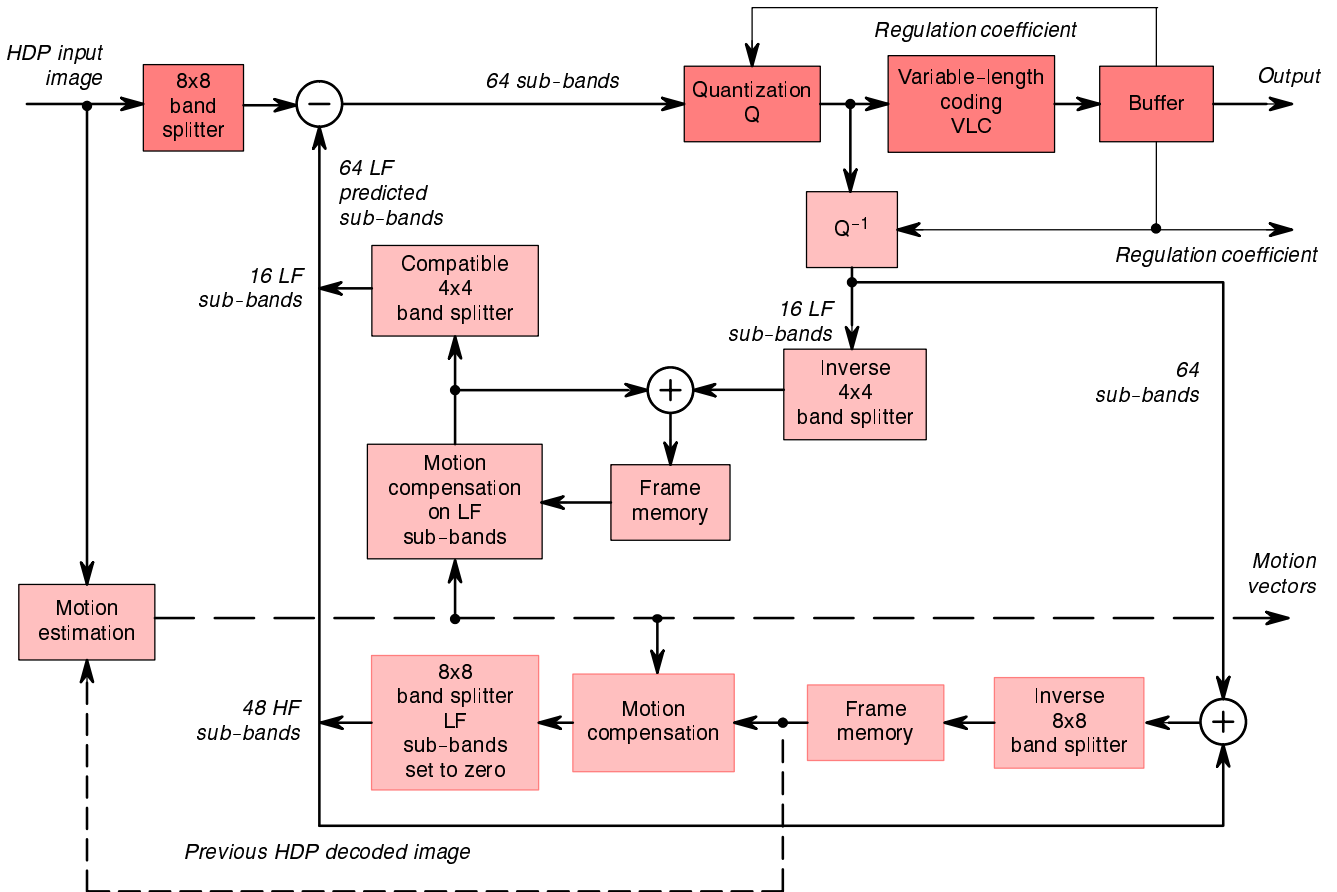 Regulation coefficient
HDP input
image
8x8
band
splitter
−
64 sub−bands
Quantization
Q
Variable−length
coding
VLC
Buffer
Output
64 LF
predicted
sub−bands
Q−1
Regulation coefficient
16 LF
sub−bands
Compatible
4x4
band splitter
16 LF
sub−bands
+
Inverse
4x4
band splitter
64
sub−bands
Motion
compensation
on LF
sub−bands
Frame
memory
Motion
vectors
Motion
estimation
48 HF
sub−bands
8x8
band splitter
LF
sub−bands
set to zero
Motion
compensation
Frame
memory
Inverse
8x8
band splitter
+
Previous HDP decoded image